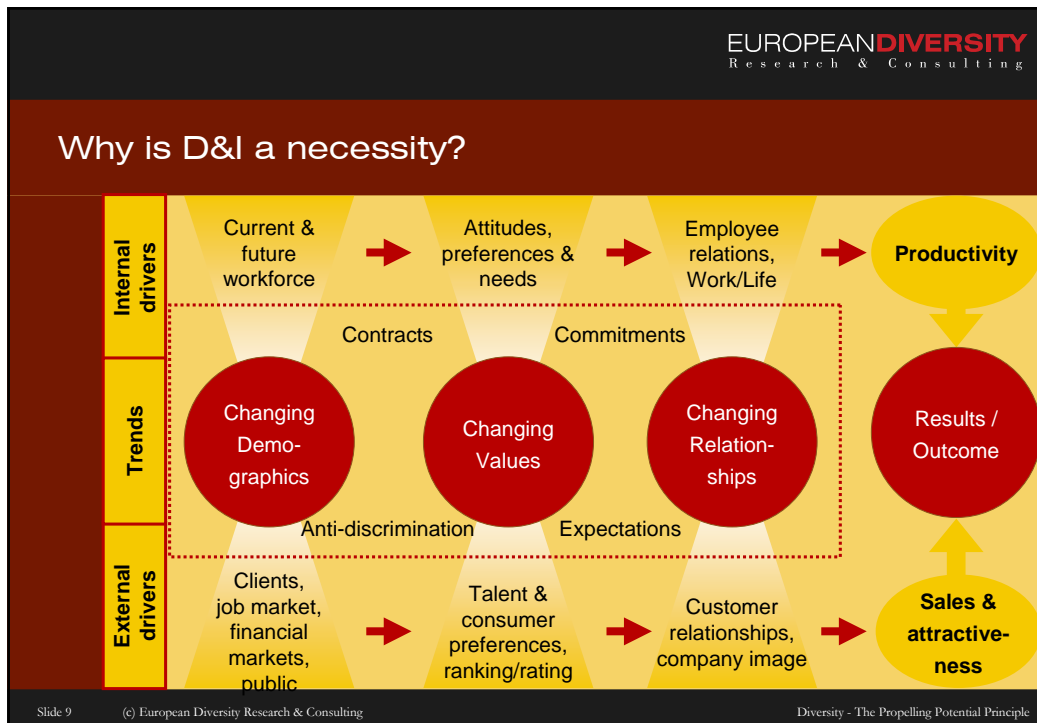 EUROPEANDIVERSITY
Research & Consulting
Why is D&I a necessity?
Internal
drivers
Current &
future
workforce
Attitudes,
preferences &
needs
Employee
relations,
Work/Life
Productivity
Contracts
Commitments
Trends
Changing
Demo-
graphics
Changing
Values
Changing
Relation-
ships
Results /
Outcome
Anti-discrimination
Expectations
External
drivers
Clients,
job market,
financial
markets,
public
Talent &
consumer
preferences,
ranking/rating
Customer
relationships,
company image
Sales &
attractive-
ness
Slide 9
(c) European Diversity Research & Consulting
Diversity - The Propelling Potential Principle